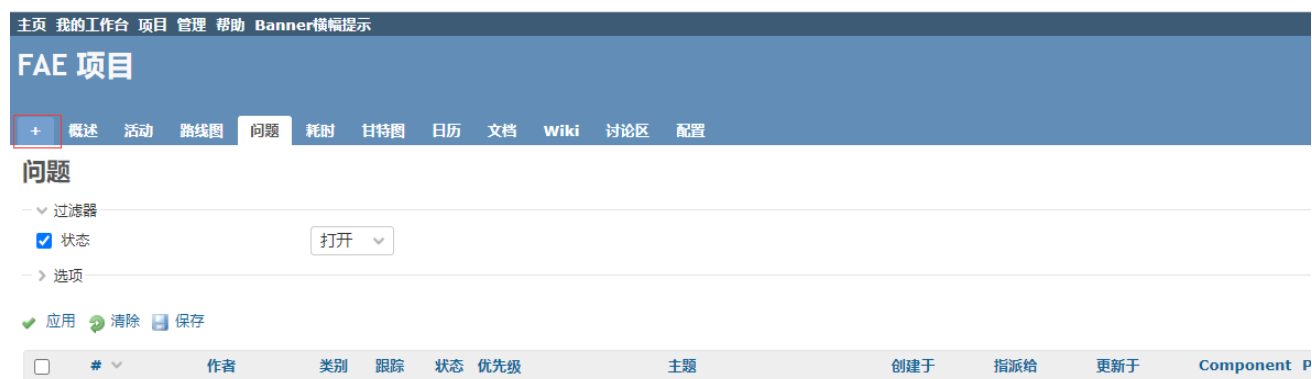 主页 我的工作台 项目 管理 帮助 Banner横幅提示
FAE 项目
+ 概述 活动 路线图 问题 耗时 甘特图 日历 文档 Wiki 讨论区 配置
问题
过滤器
状态 打开
选项
应用 清除 保存
# 作者 类别 跟踪 状态 优先级 主题 创建于 指派给 更新于 Component P